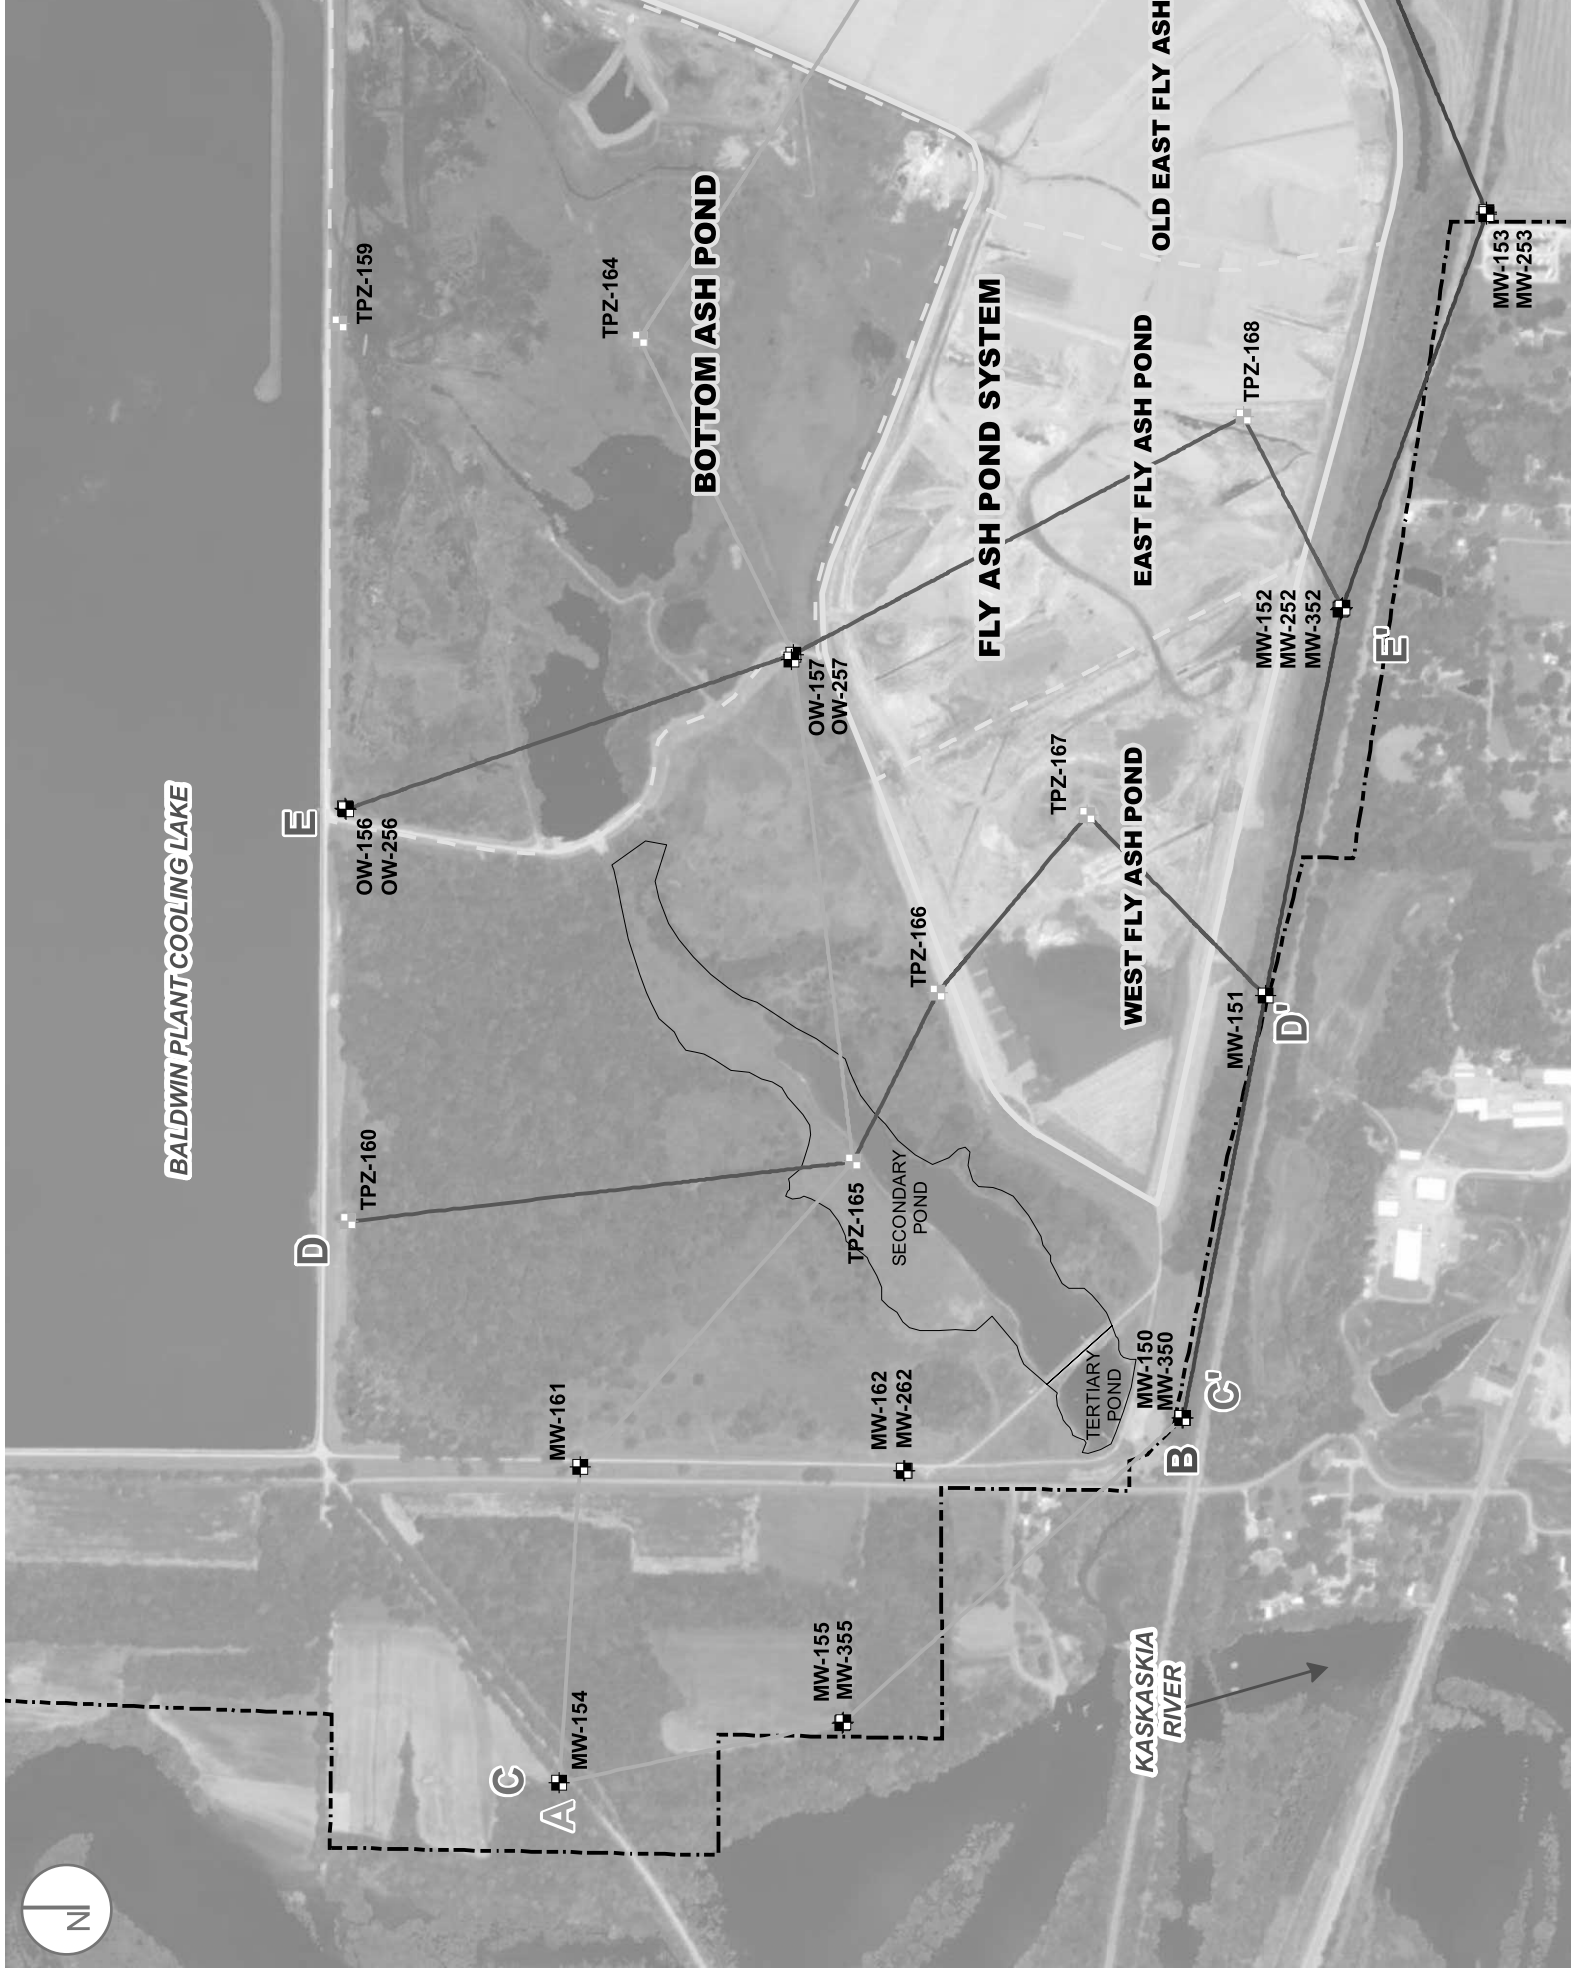 BALDWIN PLANT COOLING LAKE
TPZ-159
TPZ-164
BOTTOM ASH POND
OLD EAST FLY ASH
FLY ASH POND SYSTEM
EAST FLY ASH POND
TPZ-168
MW-153
MW-253
E
OW-156
OW-256
OW-157
OW-257
MW-152
MW-252
MW-352
E'
TPZ-167
WEST FLY ASH POND
TPZ-166
MW-151
D'
D
TPZ-160
TPZ-165
SECONDARY
POND
MW-161
MW-162
MW-262
TERTIARY
POND
MW-150
MW-350
C'
B
MW-155
MW-355
KASKASKIA
RIVER
C
A
MW-154
N